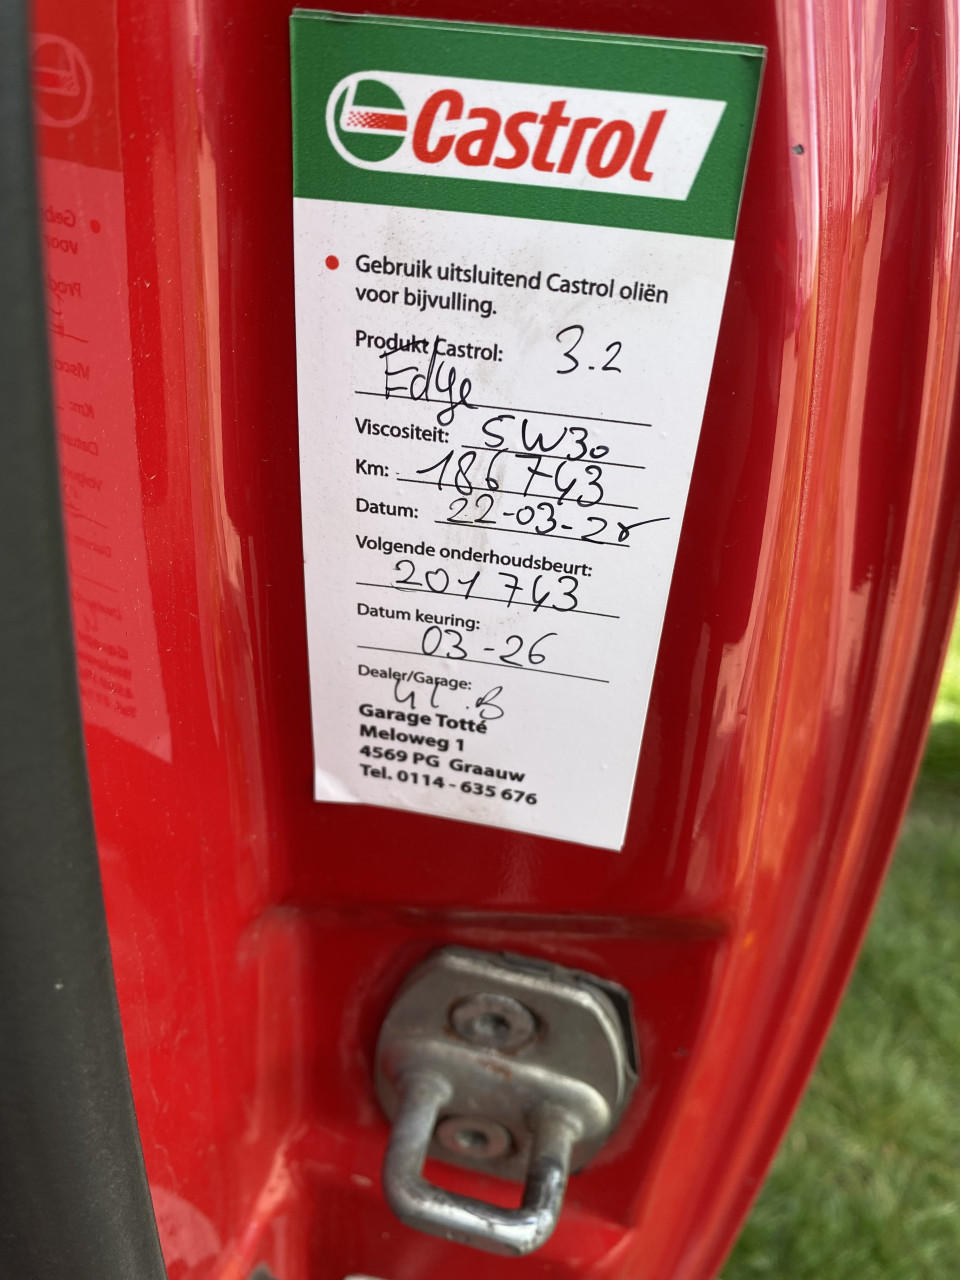 Castrol
Gebruik uitsluitend Castrol oliën
voor bijvulling.
Produkt Castrol: 3.2
Edge
Viscositeit: 5W30
Km: 186743
Datum: 22-03-25
Volgende onderhoudsbeurt:
201743
Datum keuring:
03-26
Dealer/Garage:
Garage Totté
Meloweg 1
4569 PG Graauw
Tel. 0114 - 635 676